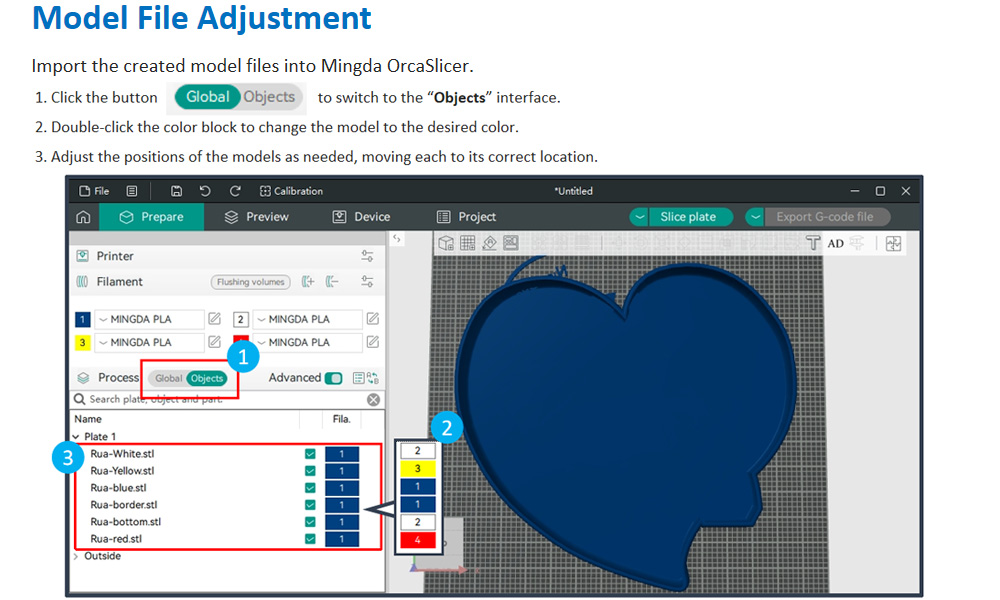 Model File Adjustment
Import the created model files into Mingda OrcaSlicer.
1. Click the button Global Objects to switch to the “Objects” interface.
2. Double-click the color block to change the model to the desired color.
3. Adjust the positions of the models as needed, moving each to its correct location.
File Calibration *Untitled
Prepare Preview Device Project Slice plate Export G-code file
Printer
AD
Filament Flushing volumes
1 MINGDA PLA 2 MINGDA PLA
3 MINGDA PLA MINGDA PLA
1
Process Global Objects Advanced
Search plate, object and part.
Name Fila.
2
Plate 1
3
Rua-White.stl 1
Rua-Yellow.stl 1
Rua-blue.stl 1
Rua-border.stl 1
Rua-bottom.stl 1
Rua-red.stl 1
Outside
2
3
1
1
2
4